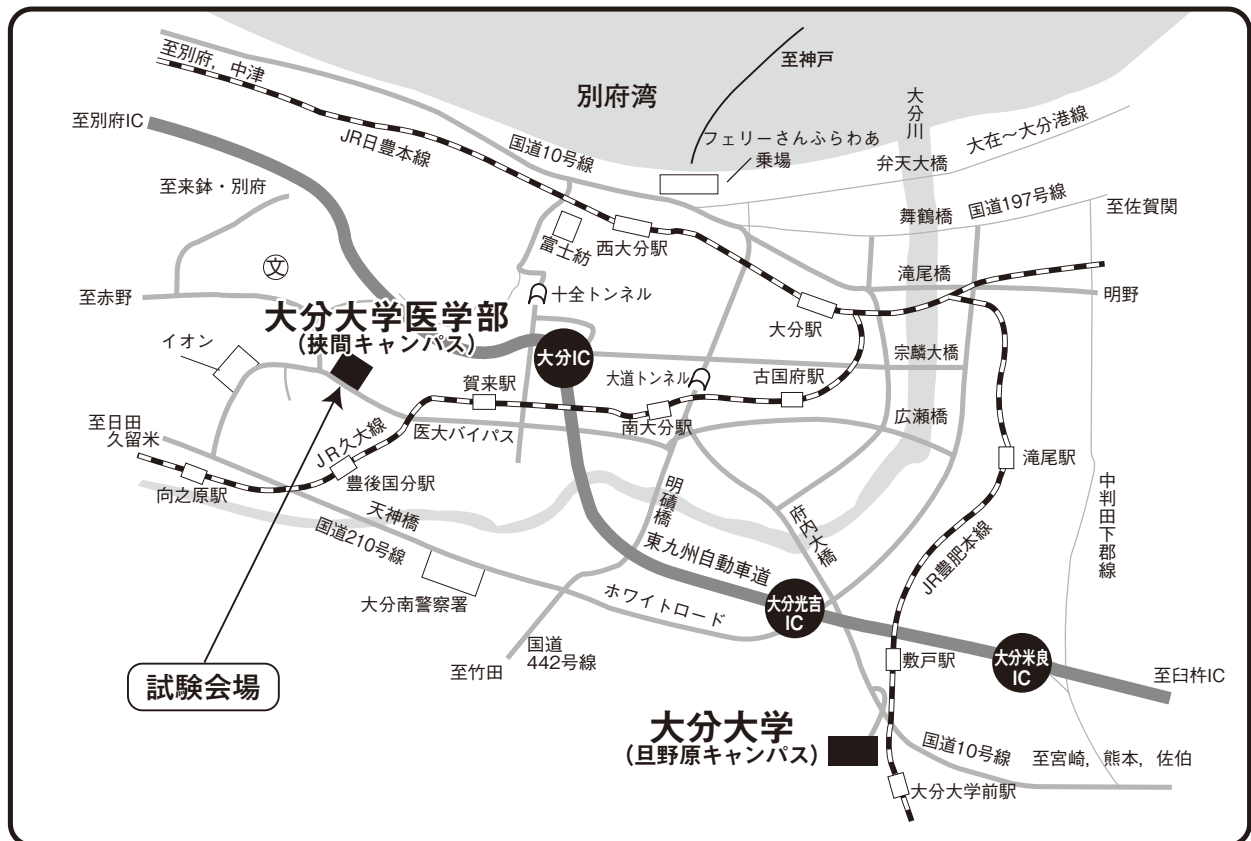 至別府，中津
至神戸
別府湾
大分川
至別府IC
JR日豊本線
国道10号線
フェリーさんふらわあ
乗場
大在～大分港線
弁天大橋
至来鉢・別府
舞鶴橋
国道197号線
至佐賀関
富士紡
西大分駅
文
滝尾橋
至赤野
十全トンネル
明野
大分大学医学部
（挾間キャンパス）
大分駅
イオン
大分IC
宗麟大橋
賀来駅
大道トンネル
古国府駅
至日田
久留米
JR久大線
医大バイパス
南大分駅
広瀬橋
滝尾駅
向之原駅
豊後国分駅
天神橋
国道210号線
明磧橋
府内大橋
中判田下郡線
東九州自動車道
JR豊肥本線
大分南警察署
ホワイトロード
大分光吉
IC
国道
442号線
至竹田
敷戸駅
大分米良
IC
至臼杵IC
試験会場
大分大学
（旦野原キャンパス）
国道10号線
至宮崎，熊本，佐伯
大分大学前駅